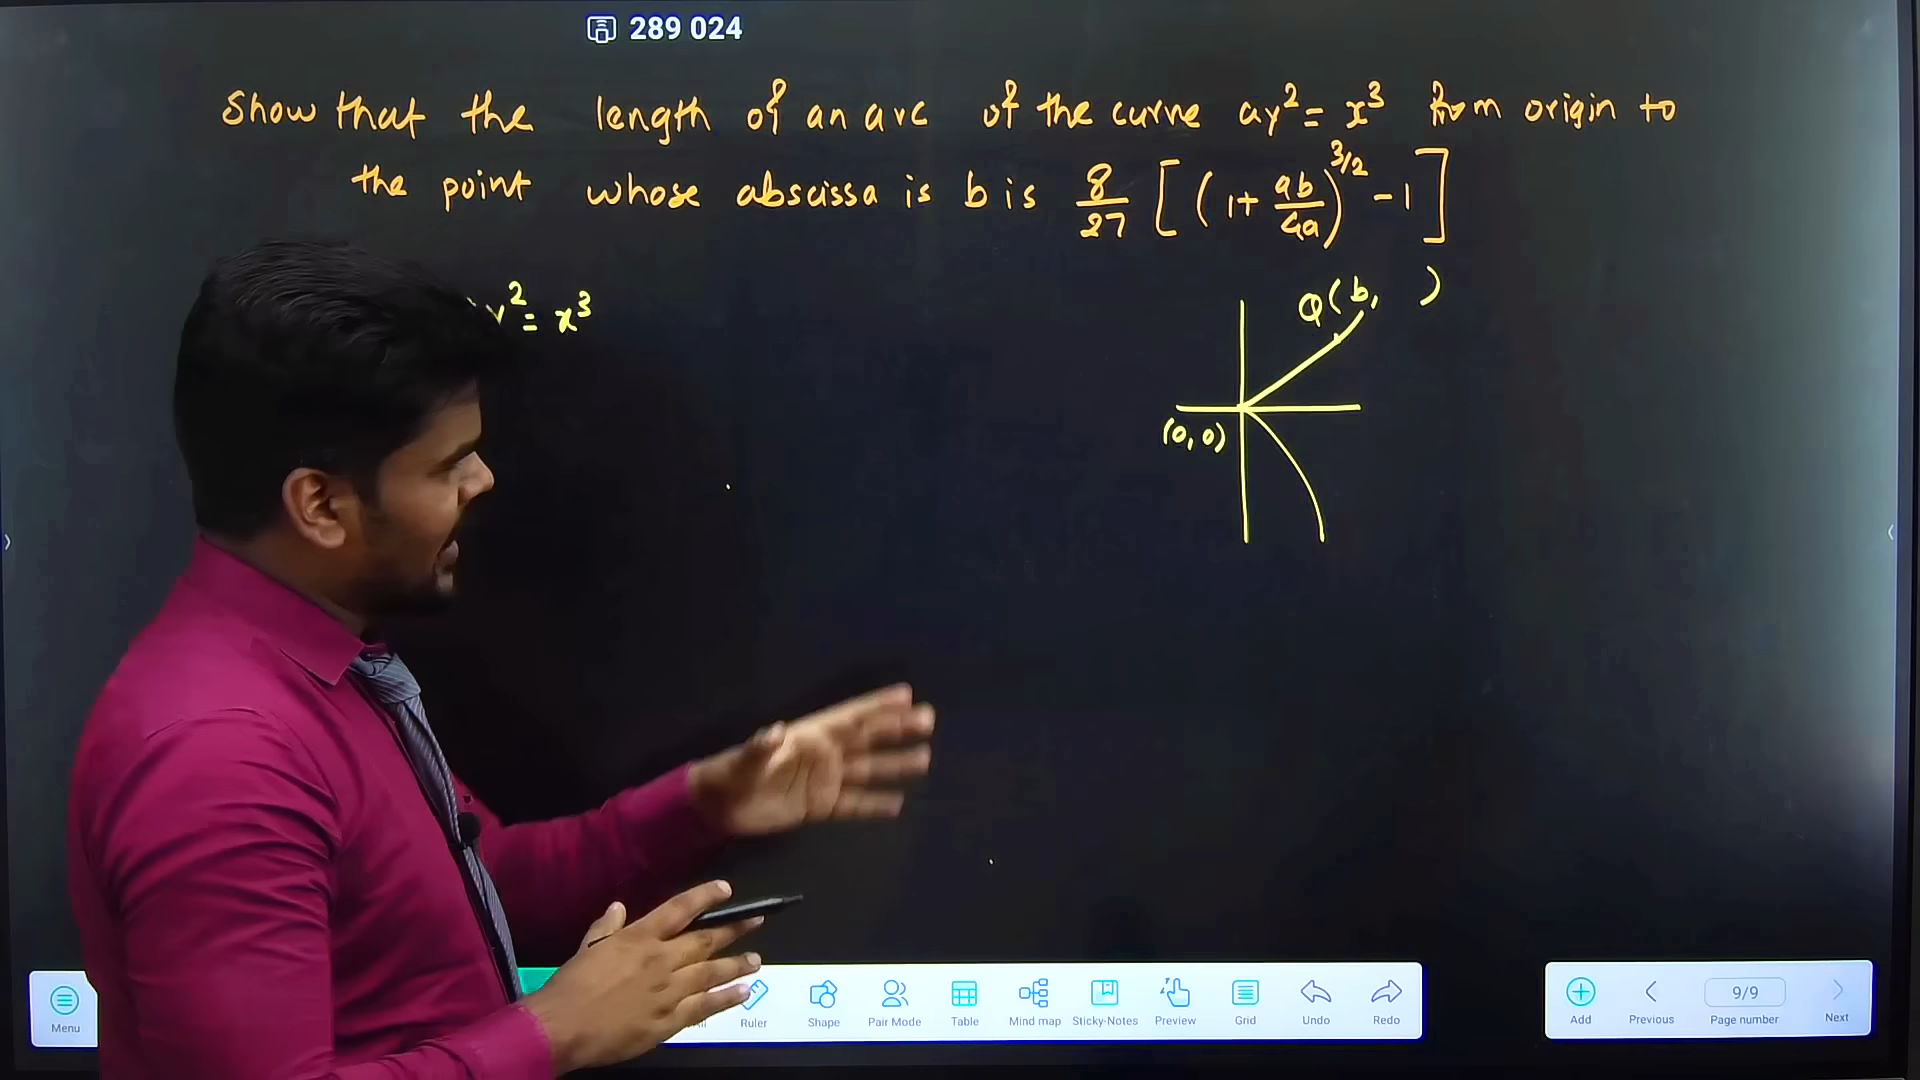 289 024
Show that the length of an arc of the curve ay² = x³ from origin to
the point whose abscissa is b is 8/27 [(1+ 9b/4a)^3/2 -1]
y² = x³
Q(b, )
(0,0)
Menu
Ruler Shape Pair Mode Table Mind map Sticky-Notes Preview Grid Undo Redo
Add Previous 9/9 Page number Next